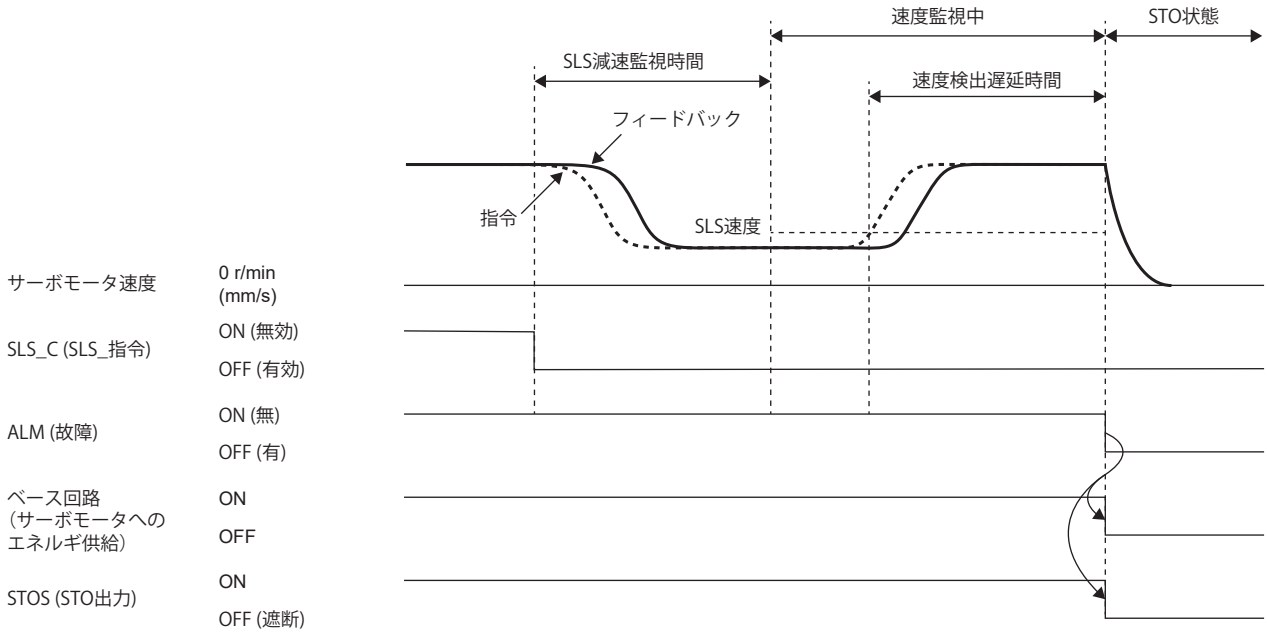 速度監視中
STO状態
SLS減速監視時間
速度検出遅延時間
フィードバック
指令
SLS速度
サーボモータ速度
0 r/min
(mm/s)
SLS_C (SLS_指令)
ON (無効)
OFF (有効)
ALM (故障)
ON (無)
OFF (有)
ベース回路
（サーボモータへの
エネルギ供給）
ON
OFF
STOS (STO出力)
ON
OFF (遮断)